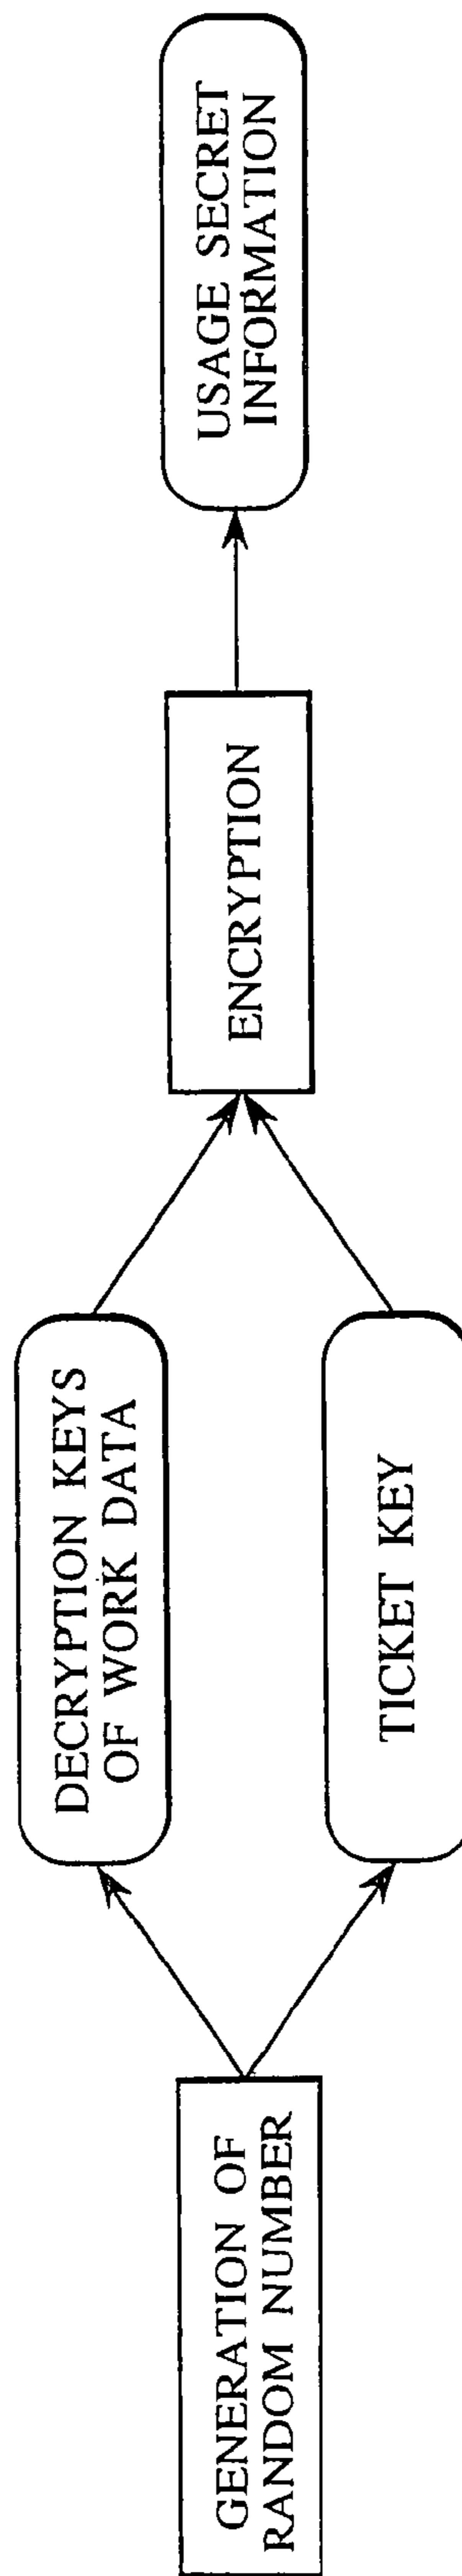 GENERATION OF
RANDOM NUMBER
DECRYPTION KEYS
OF WORK DATA
TICKET KEY
ENCRYPTION
USAGE SECRET
INFORMATION